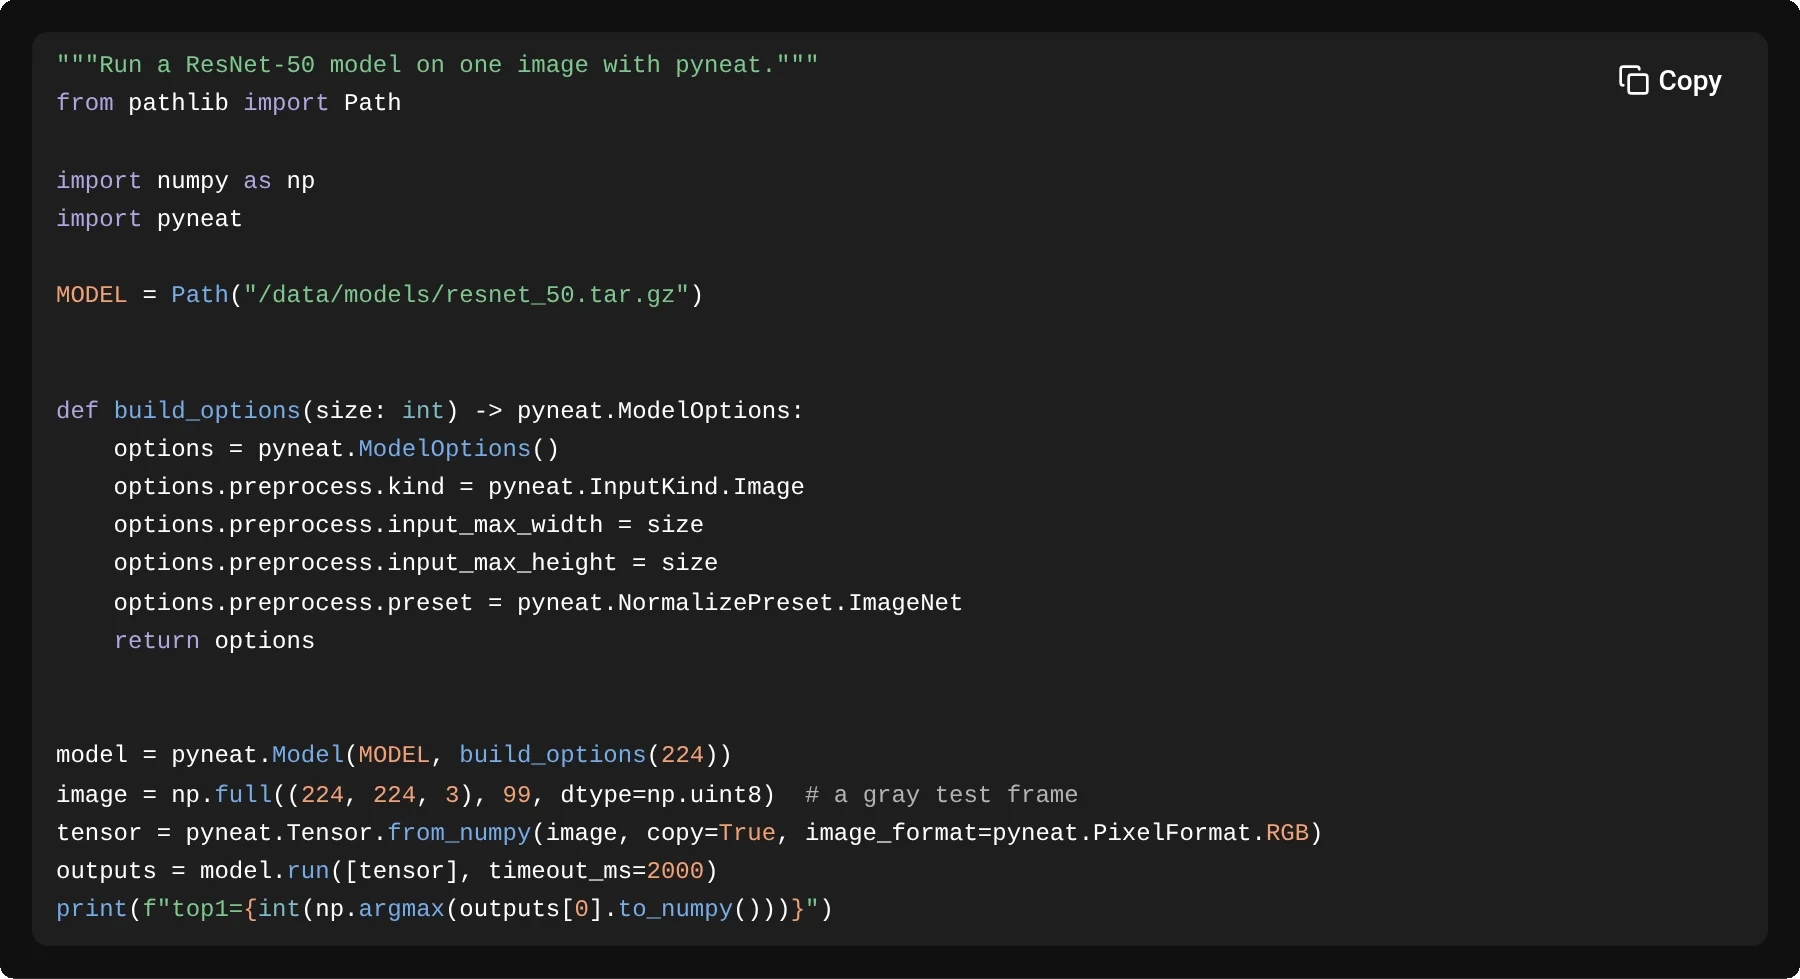 """Run a ResNet-50 model on one image with pyneat."""
Copy
from pathlib import Path

import numpy as np
import pyneat

MODEL = Path("/data/models/resnet_50.tar.gz")


def build_options(size: int) -> pyneat.ModelOptions:
    options = pyneat.ModelOptions()
    options.preprocess.kind = pyneat.InputKind.Image
    options.preprocess.input_max_width = size
    options.preprocess.input_max_height = size
    options.preprocess.preset = pyneat.NormalizePreset.ImageNet
    return options


model = pyneat.Model(MODEL, build_options(224))
image = np.full((224, 224, 3), 99, dtype=np.uint8)  # a gray test frame
tensor = pyneat.Tensor.from_numpy(image, copy=True, image_format=pyneat.PixelFormat.RGB)
outputs = model.run([tensor], timeout_ms=2000)
print(f"top1={int(np.argmax(outputs[0].to_numpy()))}")